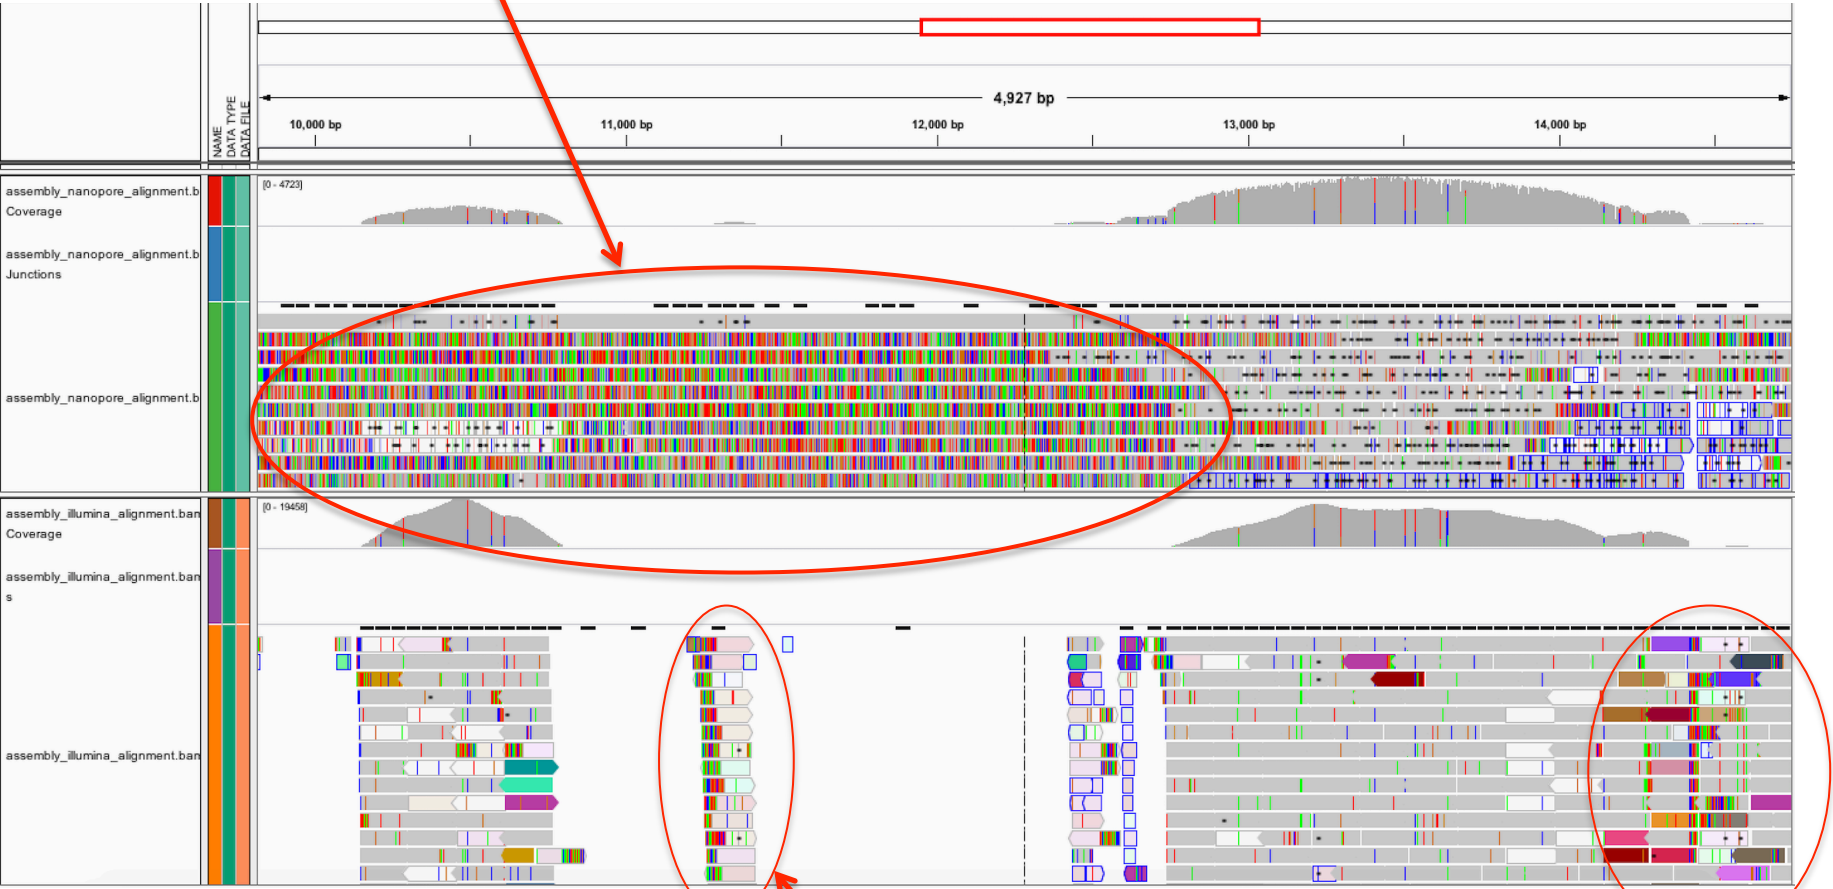 4,927 bp
10,000 bp
11,000 bp
12,000 bp
13,000 bp
14,000 bp
NAME
DATA TYPE
DATA FILE
assembly_nanopore_alignment.b
Coverage
[0 - 4723]
assembly_nanopore_alignment.b
Junctions
assembly_nanopore_alignment.b
assembly_illumina_alignment.ban
Coverage
[0 - 19458]
assembly_illumina_alignment.ban
s
assembly_illumina_alignment.ban